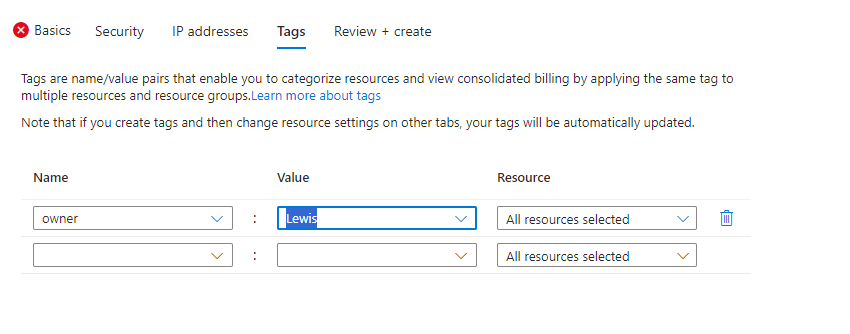 Basics Security IP addresses Tags Review + create
Tags are name/value pairs that enable you to categorize resources and view consolidated billing by applying the same tag to
multiple resources and resource groups.Learn more about tags
Note that if you create tags and then change resource settings on other tabs, your tags will be automatically updated.
Name Value Resource
owner : Lewis All resources selected
: All resources selected